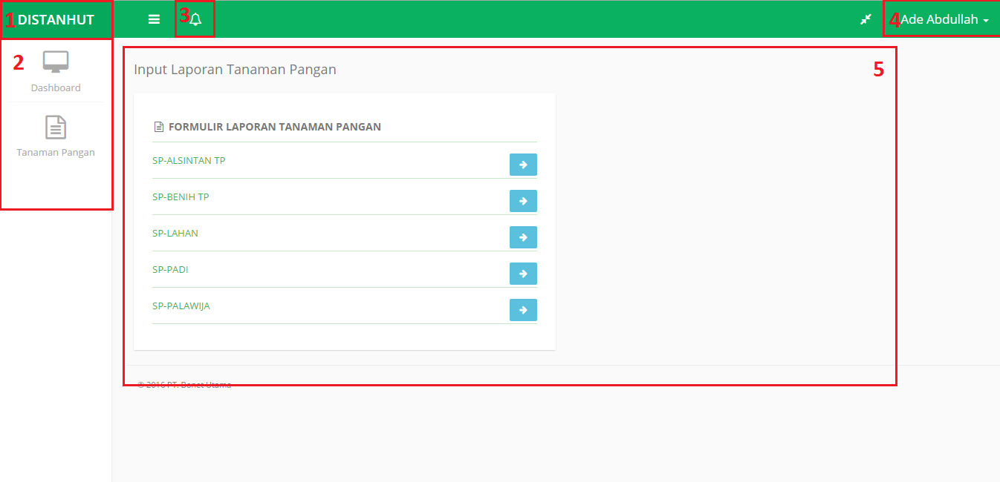 1 DISTANHUT 3 4 Ade Abdullah
2
Dashboard
Tanaman Pangan
Input Laporan Tanaman Pangan 5
FORMULIR LAPORAN TANAMAN PANGAN
SP-ALSINTAN TP
SP-BENIH TP
SP-LAHAN
SP-PADI
SP-PALAWIJA
© 2016 PT. Bonet Utama